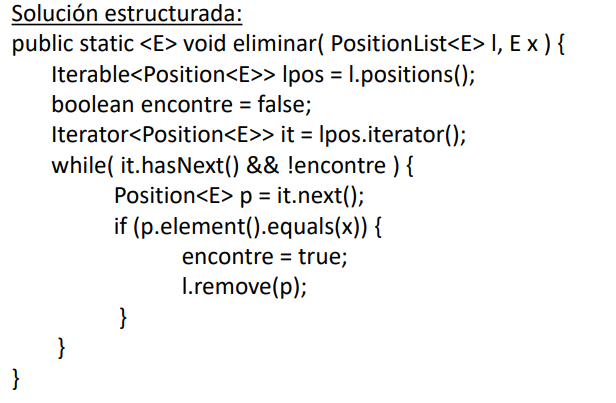 Solución estructurada:
public static <E> void eliminar( PositionList<E> l, E x ) {
Iterable<Position<E>> lpos = l.positions();
boolean encontre = false;
Iterator<Position<E>> it = lpos.iterator();
while( it.hasNext() && !encontre ) {
Position<E> p = it.next();
if (p.element().equals(x)) {
encontre = true;
l.remove(p);
}
}
}